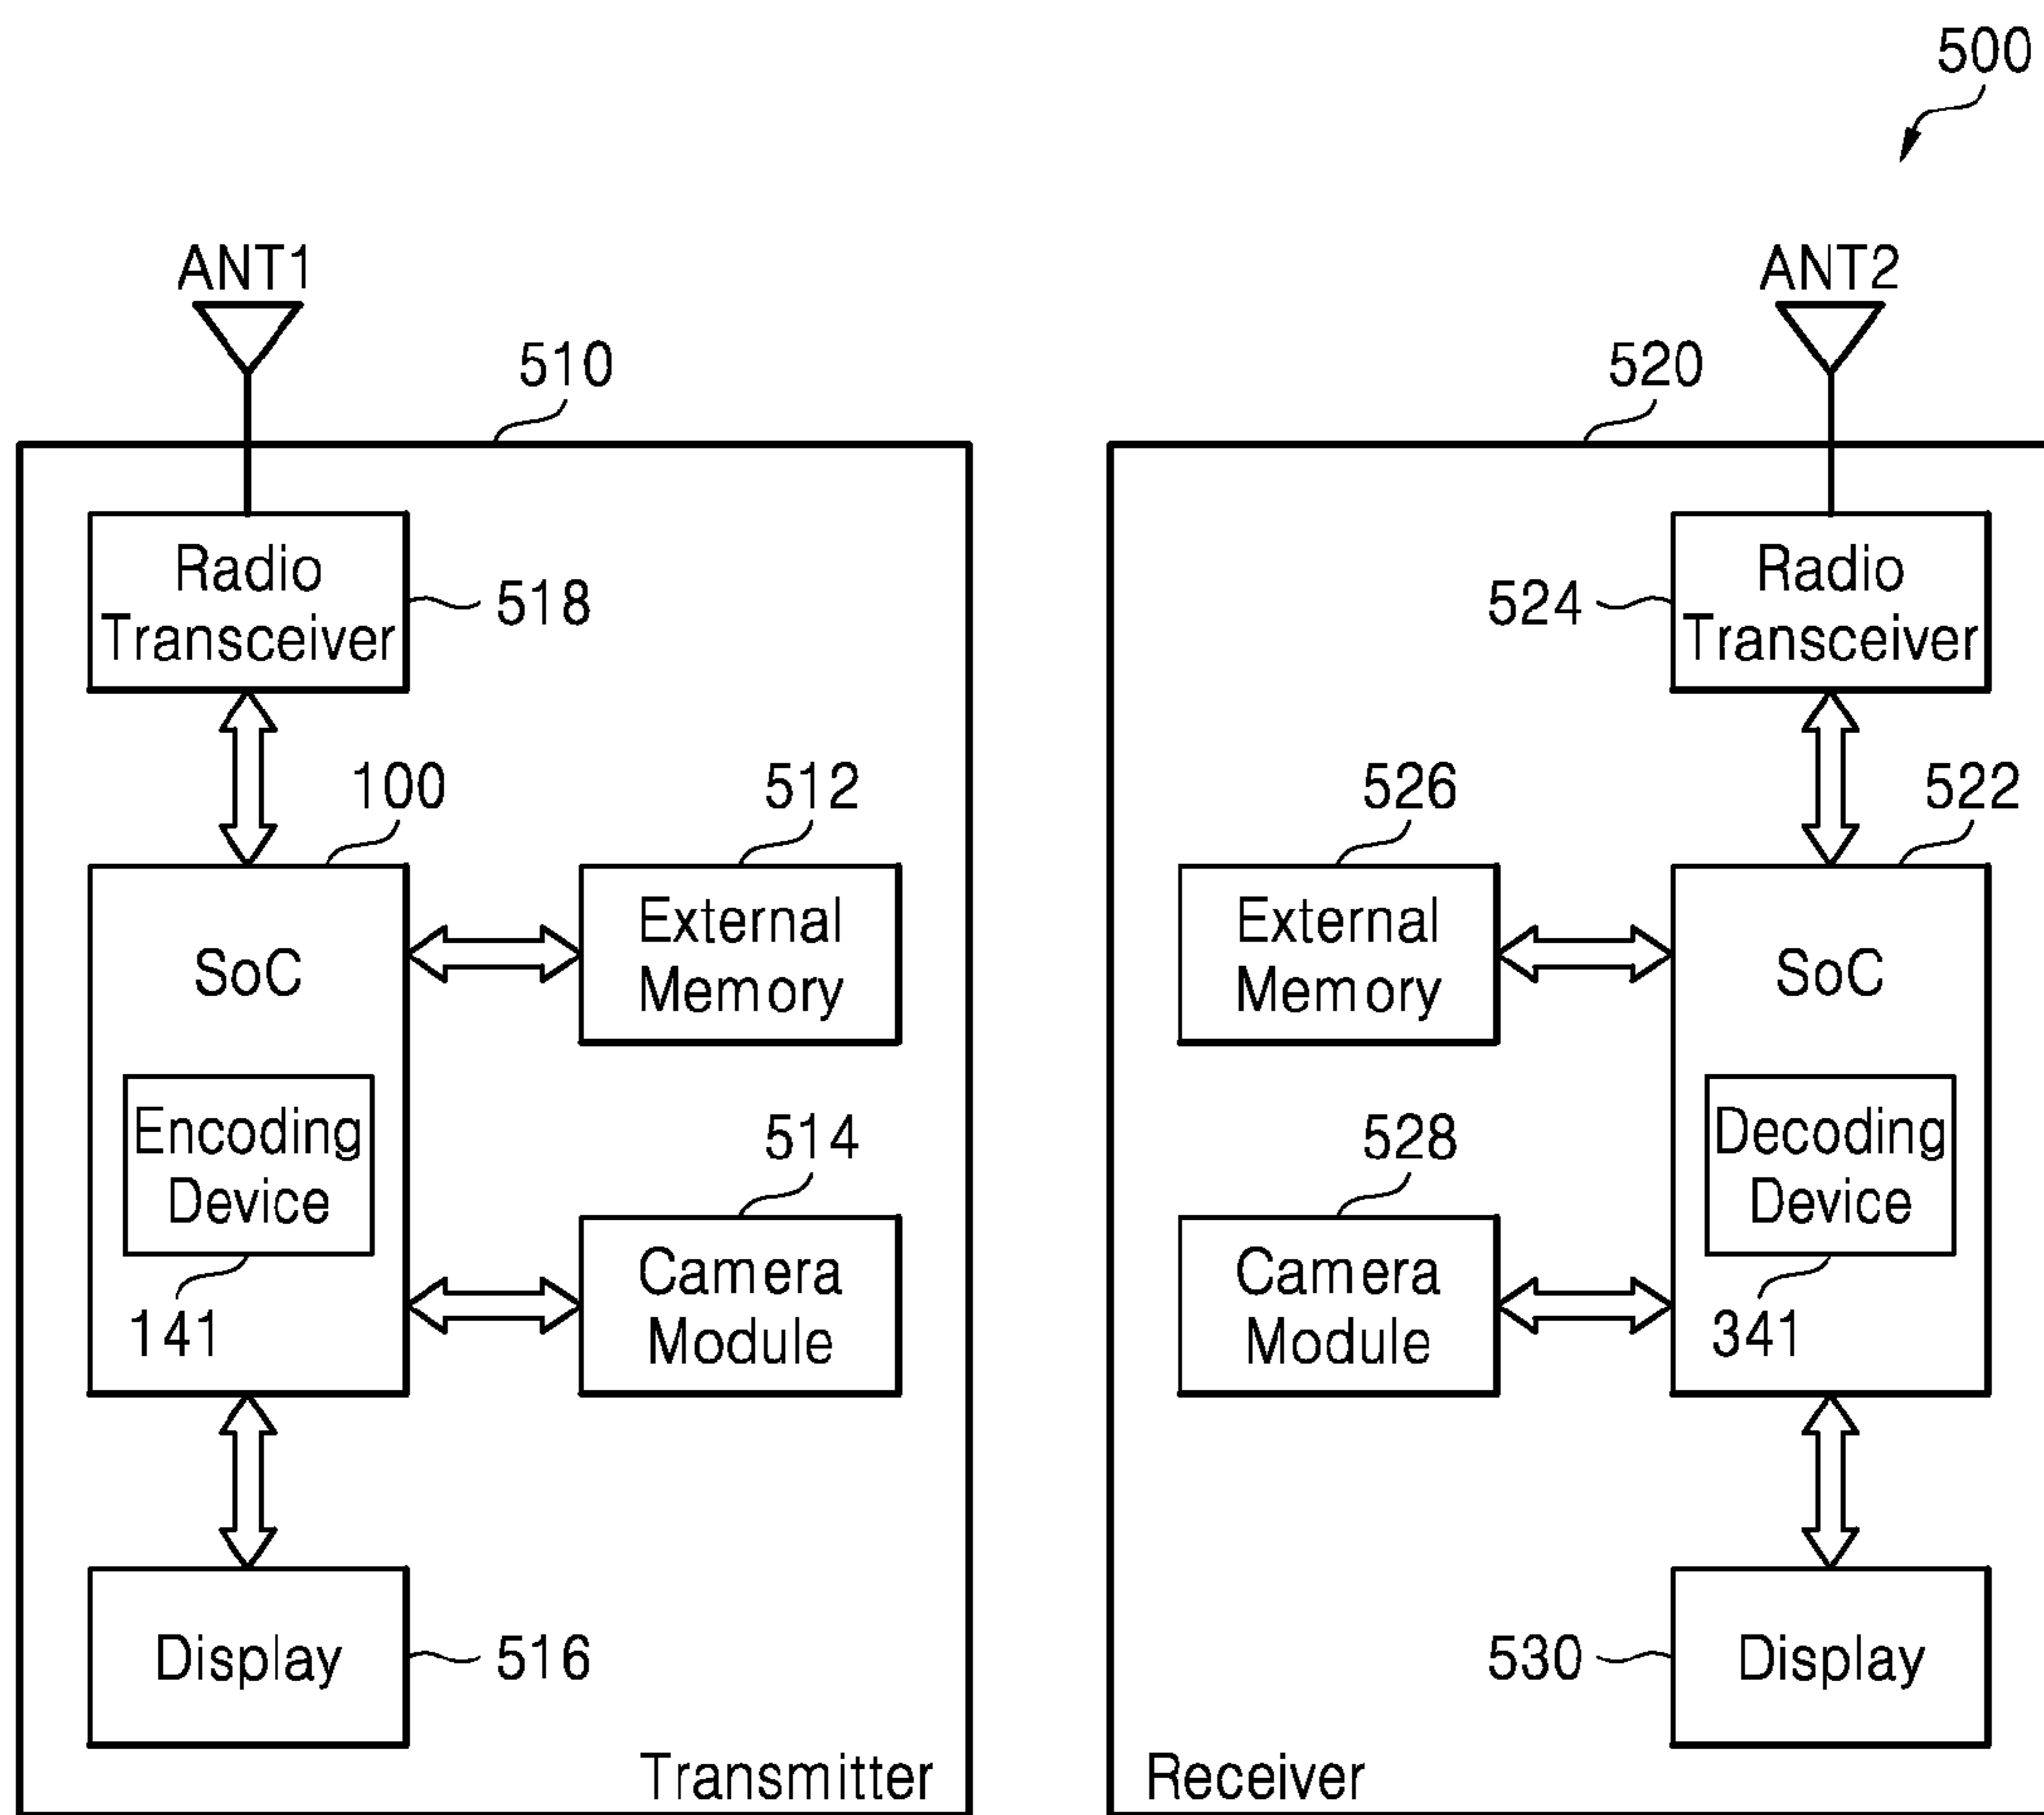 500
ANT1
510
Radio
Transceiver
518
100
SoC
512
External
Memory
Encoding
Device
141
514
Camera
Module
Display
516
Transmitter
ANT2
520
Radio
Transceiver
524
526
External
Memory
522
SoC
528
Camera
Module
Decoding
Device
341
530
Display
Receiver